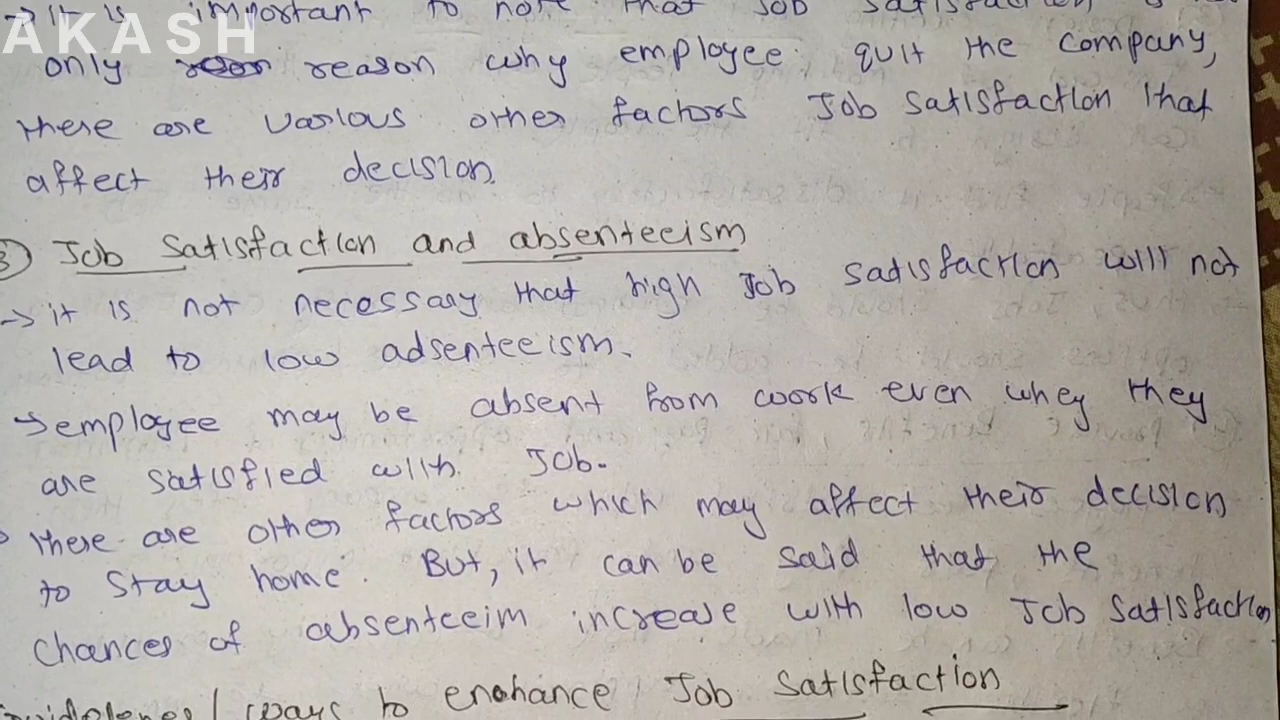 → It is important to note that job satisfaction is
AKASH
only reason why employee quit the company,
there are various other factors Job satisfaction that
affect their decision.
3) Job satisfaction and absenteeism
→ it is not necessary that high Job satisfaction will not
lead to low adsenteeism.
→ employee may be absent from work even whey they
are satisfied with Job.
there are other factors which may affect their decision
to stay home. But, it can be said that the
chances of absenteeim increase with low Job satisfaction
ways to enohance Job satisfaction